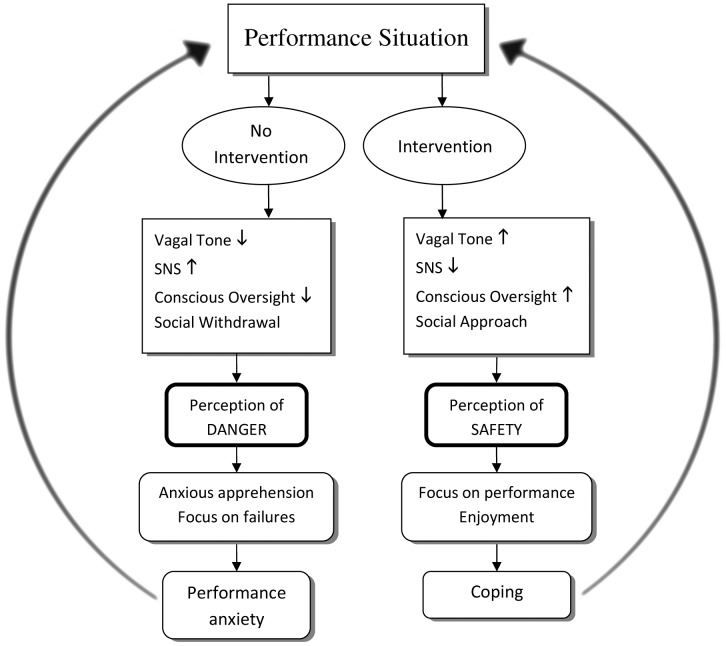 Performance Situation
No
Intervention
Intervention
Vagal Tone ↓
SNS ↑
Conscious Oversight ↓
Social Withdrawal
Vagal Tone ↑
SNS ↓
Conscious Oversight ↑
Social Approach
Perception of
DANGER
Perception of
SAFETY
Anxious apprehension
Focus on failures
Focus on performance
Enjoyment
Performance
anxiety
Coping